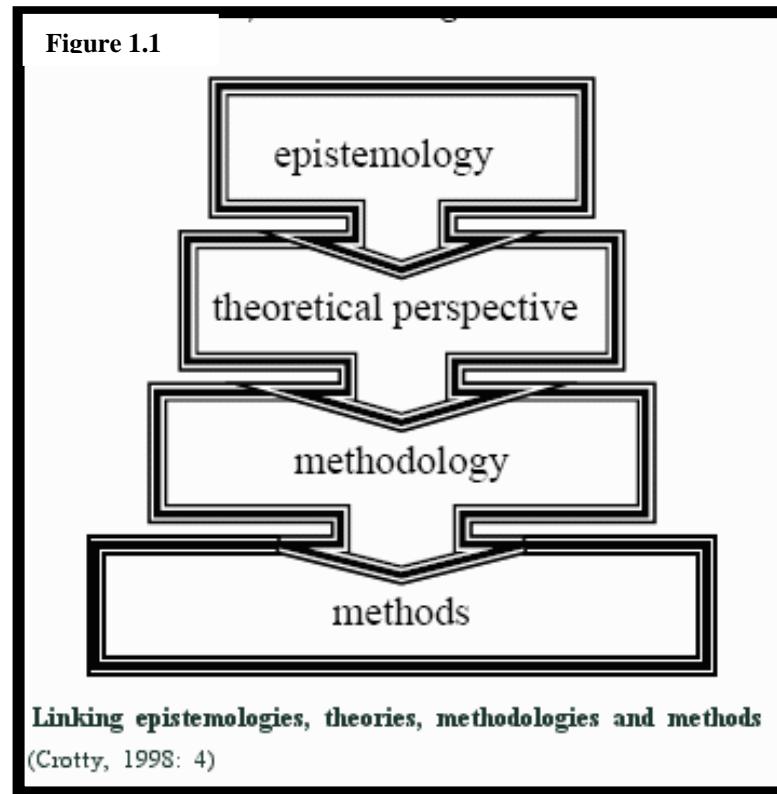 Figure 1.1
epistemology
theoretical perspective
methodology
methods
Linking epistemologies, theories, methodologies and methods
(Crotty, 1998: 4)